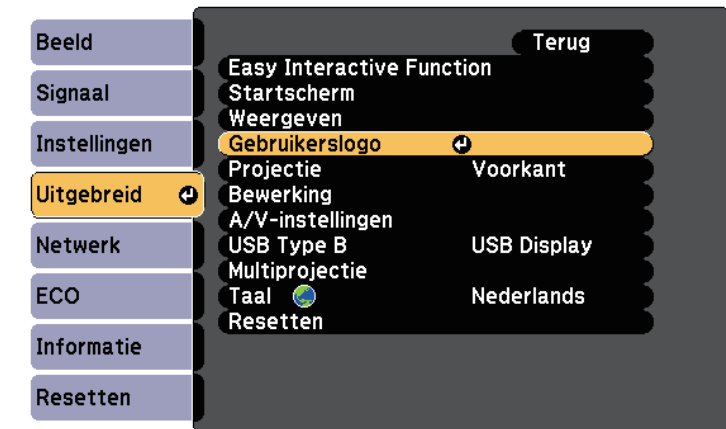 Beeld
Signaal
Instellingen
Uitgebreid
Netwerk
ECO
Informatie
Resetten
Terug
Easy Interactive Function
Startscherm
Weergeven
Gebruikerslogo
Projectie Voorkant
Bewerking
A/V-instellingen
USB Type B USB Display
Multiprojectie
Taal Nederlands
Resetten